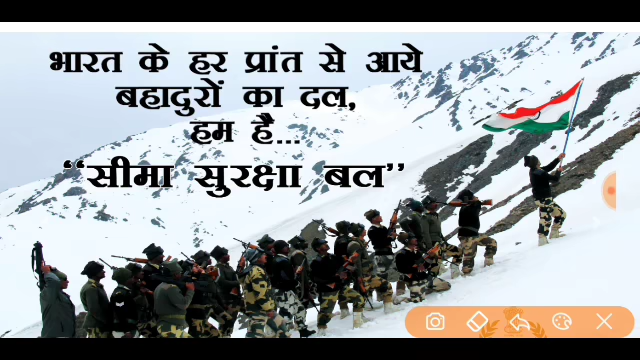 भारत के हर प्रांत से आये
बहादुरों का दल,
हम हैै...
“सीमा सुरक्षा बल”